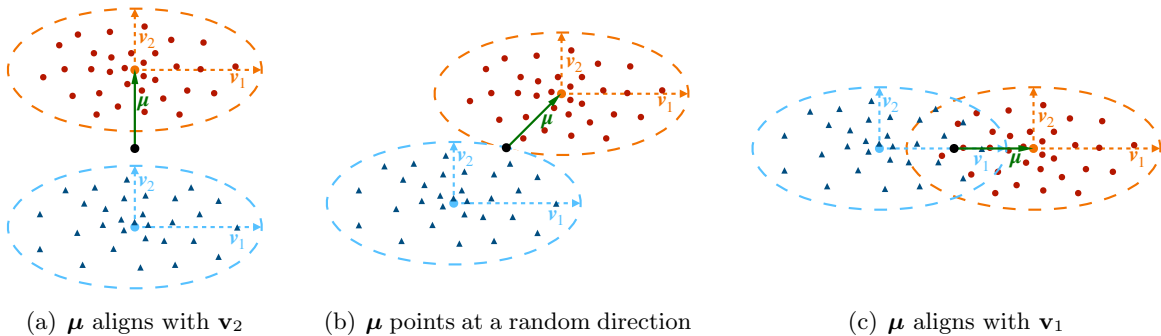 v₂
v₁
μ
v₂
v₁
v₂
v₁
μ
v₂
v₁
v₂
v₁
v₂
v₁
μ
(a) μ aligns with v₂
(b) μ points at a random direction
(c) μ aligns with v₁